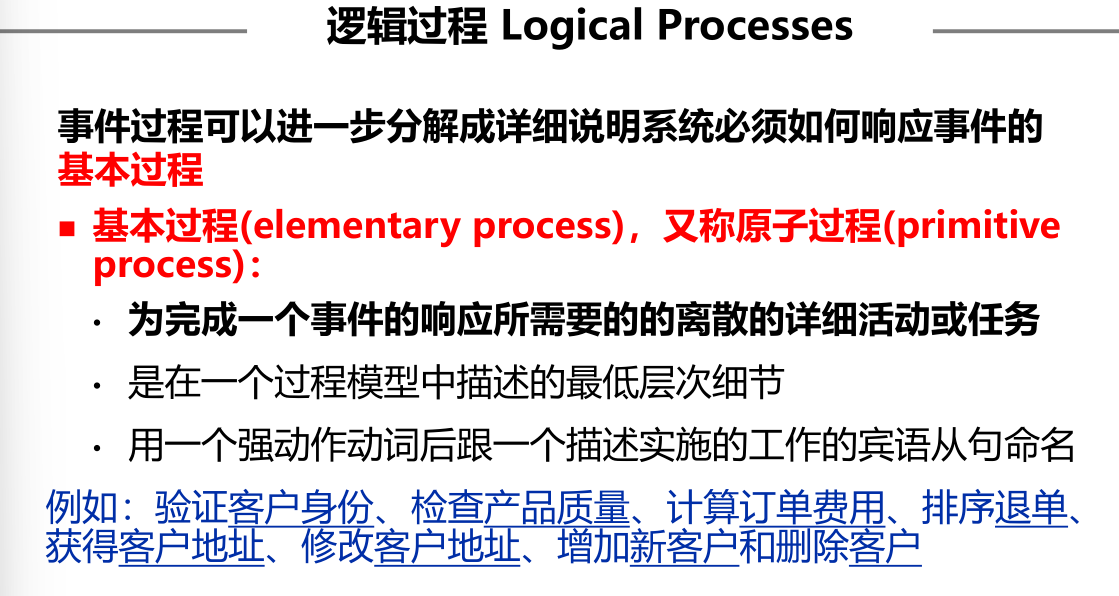 逻辑过程 Logical Processes
事件过程可以进一步分解成详细说明系统必须如何响应事件的
基本过程
▪ 基本过程(elementary process)，又称原子过程(primitive
process)：
• 为完成一个事件的响应所需要的的离散的详细活动或任务
• 是在一个过程模型中描述的最低层次细节
• 用一个强动作动词后跟一个描述实施的工作的宾语从句命名
例如：验证客户身份、检查产品质量、计算订单费用、排序退单、
获得客户地址、修改客户地址、增加新客户和删除客户